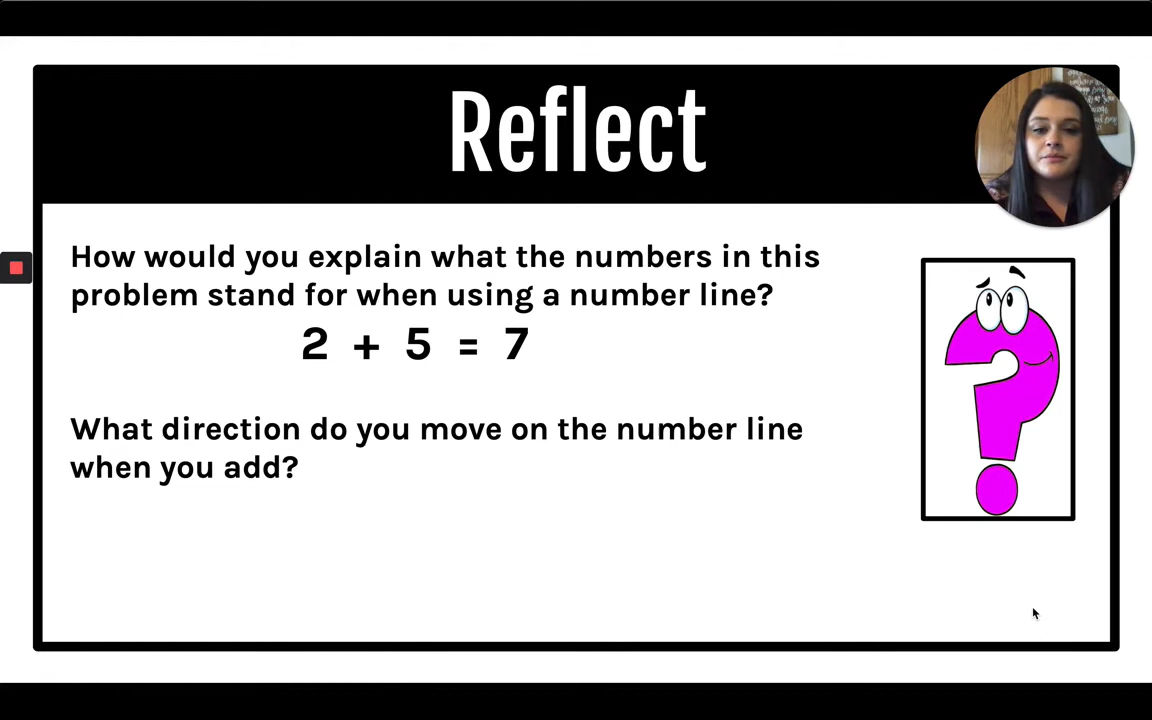 Reflect
How would you explain what the numbers in this
problem stand for when using a number line?
2 + 5 = 7
What direction do you move on the number line
when you add?